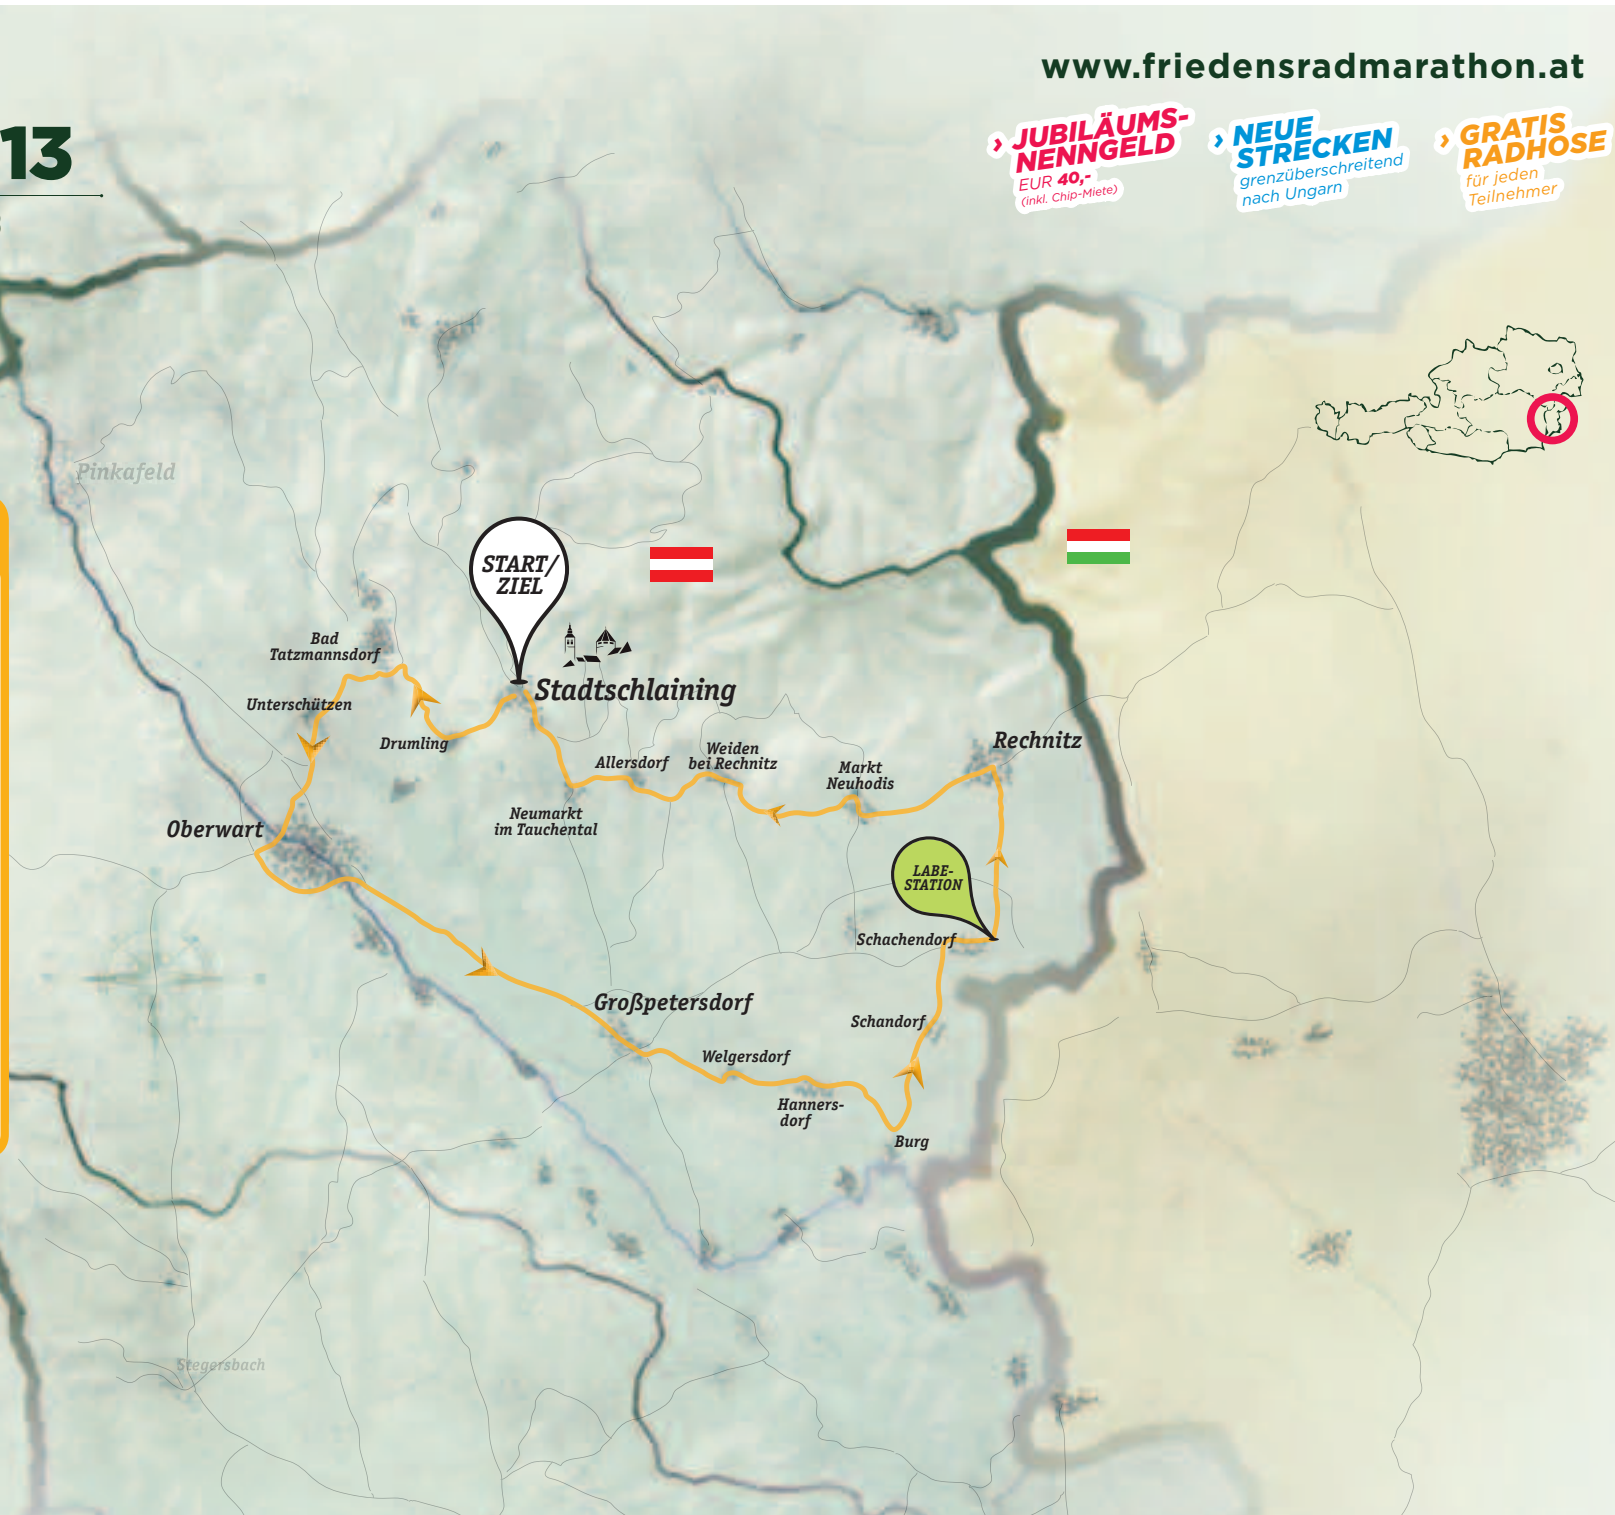 www.friedensradmarathon.at
13
› JUBILÄUMS-
NENNGELD
EUR 40,-
(inkl. Chip-Miete)
› NEUE
STRECKEN
grenzüberschreitend
nach Ungarn
› GRATIS
RADHOSE
für jeden
Teilnehmer
Pinkafeld
START/
ZIEL
Bad
Tatzmannsdorf
Stadtschlaining
Unterschützen
Drumling
Rechnitz
Allersdorf
Weiden
bei Rechnitz
Markt
Neuhodis
Neumarkt
im Tauchental
Oberwart
LABE-
STATION
Schachendorf
Großpetersdorf
Schandorf
Welgersdorf
Hanners-
dorf
Burg
Stegersbach